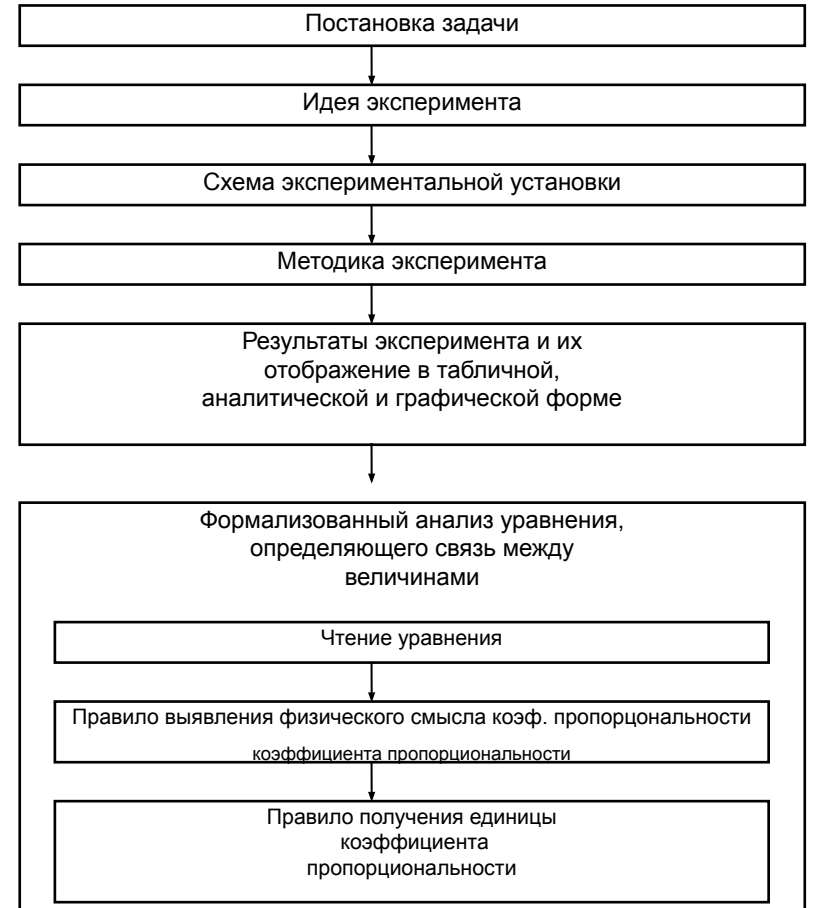 Постановка задачи
Идея эксперимента
Схема экспериментальной установки
Методика эксперимента
Результаты эксперимента и их
отображение в табличной,
аналитической и графической форме
Формализованный анализ уравнения,
определяющего связь между
величинами
Чтение уравнения
Правило выявления физического смысла коэф. пропорцональности
коэффициента пропорциональности
Правило получения единицы
коэффициента
пропорциональности